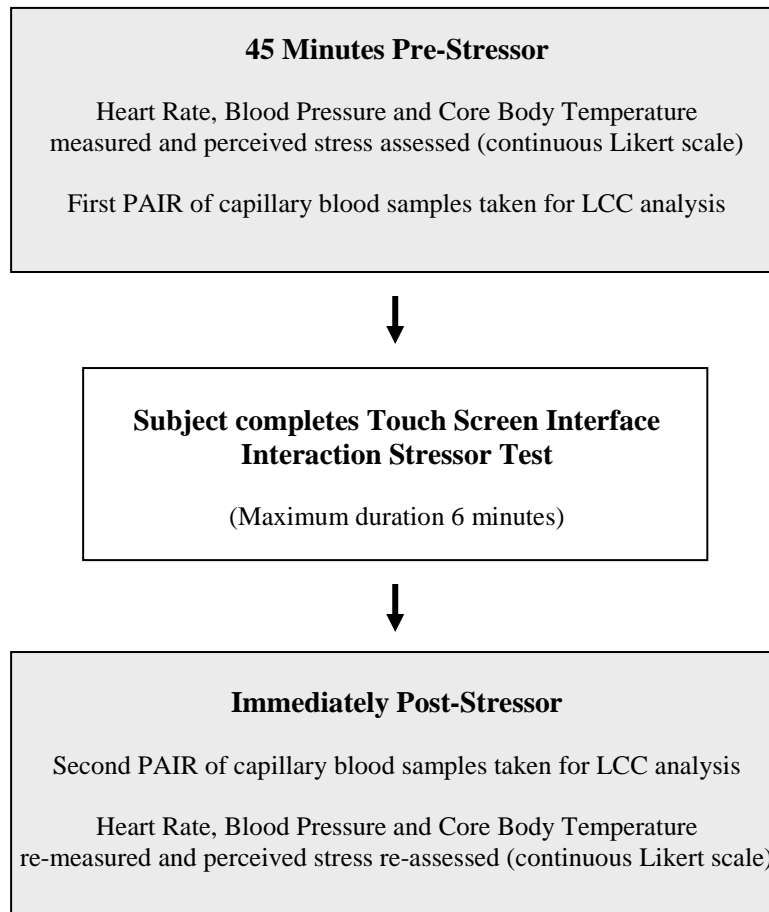 45 Minutes Pre-Stressor
Heart Rate, Blood Pressure and Core Body Temperature
measured and perceived stress assessed (continuous Likert scale)
First PAIR of capillary blood samples taken for LCC analysis
Subject completes Touch Screen Interface
Interaction Stressor Test
(Maximum duration 6 minutes)
Immediately Post-Stressor
Second PAIR of capillary blood samples taken for LCC analysis
Heart Rate, Blood Pressure and Core Body Temperature
re-measured and perceived stress re-assessed (continuous Likert scale)